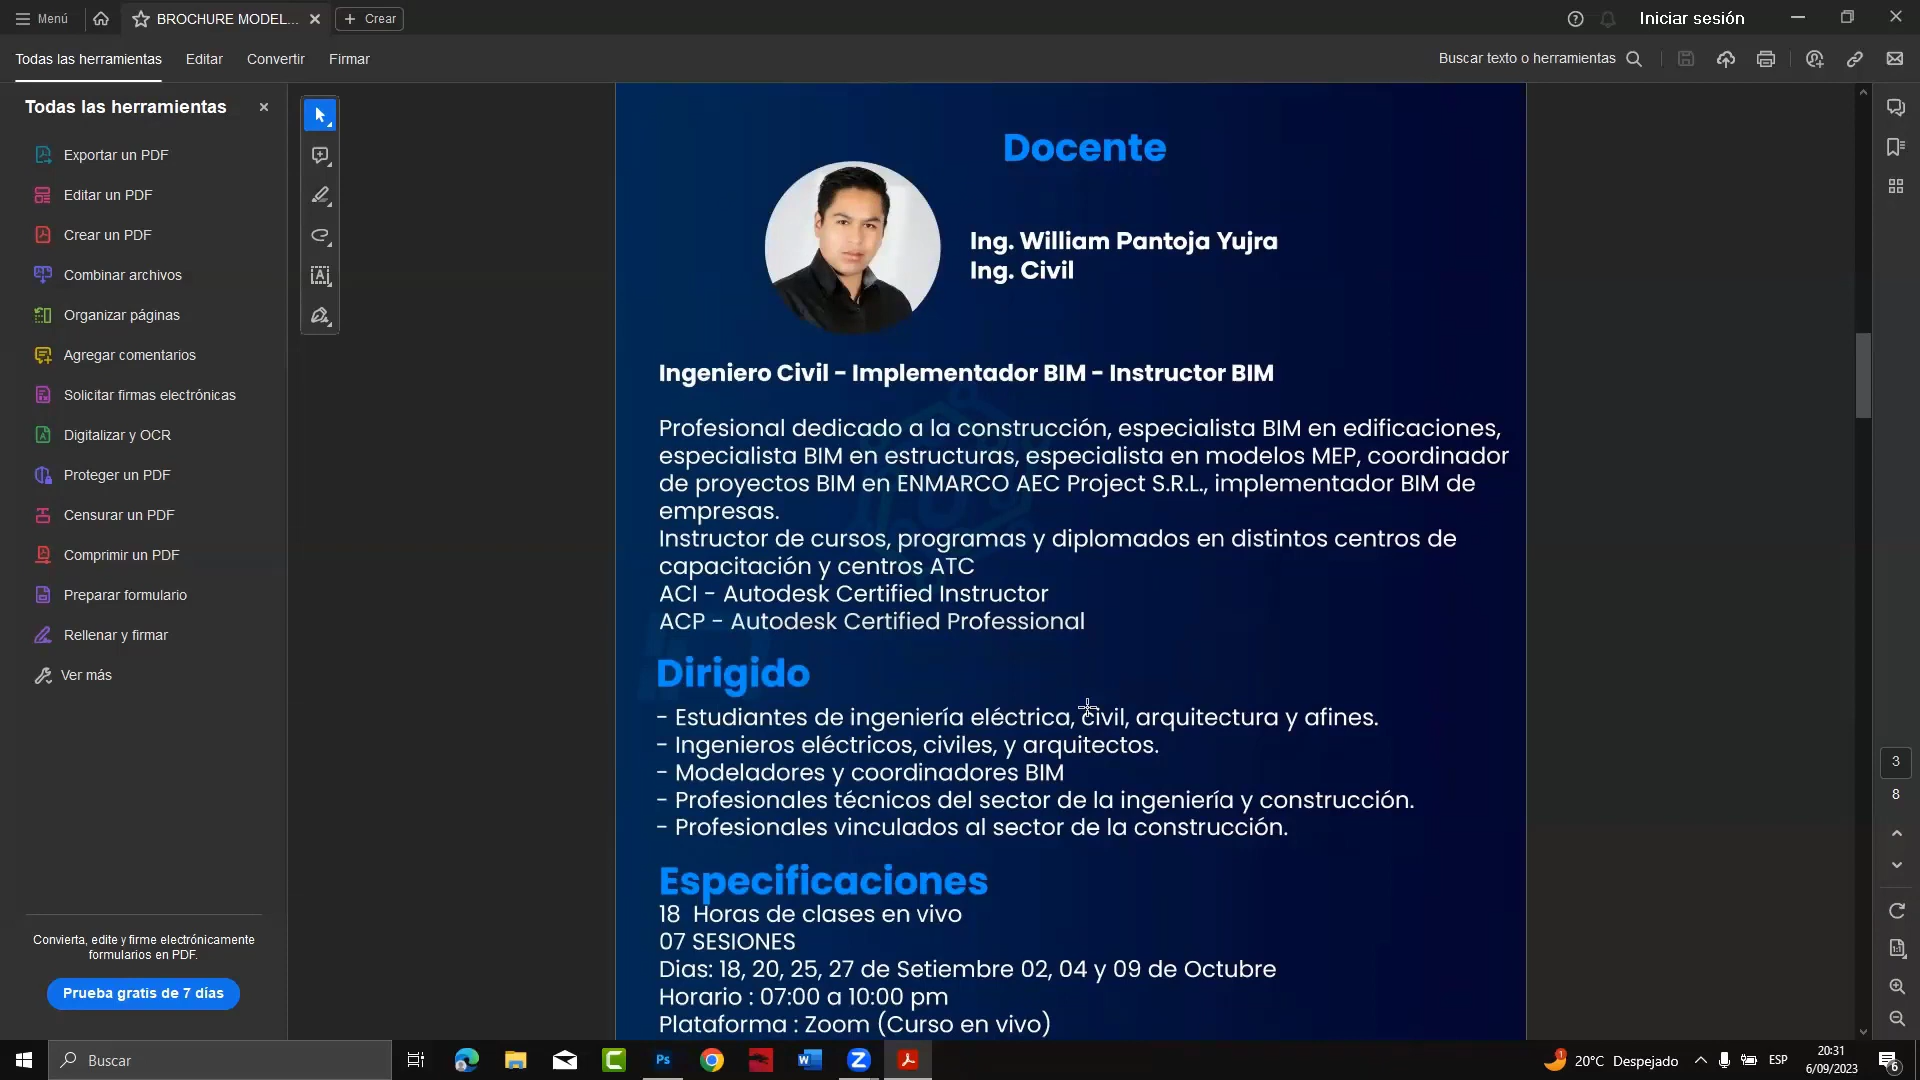 Menú
BROCHURE MODEL...
Crear
Iniciar sesión
Todas las herramientas
Editar
Convertir
Firmar
Buscar texto o herramientas
Todas las herramientas
Exportar un PDF
Editar un PDF
Crear un PDF
Combinar archivos
Organizar páginas
Agregar comentarios
Solicitar firmas electrónicas
Digitalizar y OCR
Proteger un PDF
Censurar un PDF
Comprimir un PDF
Preparar formulario
Rellenar y firmar
Ver más
Convierta, edite y firme electrónicamente
formularios en PDF.
Prueba gratis de 7 días
Docente
Ing. William Pantoja Yujra
Ing. Civil
Ingeniero Civil - Implementador BIM - Instructor BIM
Profesional dedicado a la construcción, especialista BIM en edificaciones,
especialista BIM en estructuras, especialista en modelos MEP, coordinador
de proyectos BIM en ENMARCO AEC Project S.R.L., implementador BIM de
empresas.
Instructor de cursos, programas y diplomados en distintos centros de
capacitación y centros ATC
ACI - Autodesk Certified Instructor
ACP - Autodesk Certified Professional
Dirigido
- Estudiantes de ingeniería eléctrica, civil, arquitectura y afines.
- Ingenieros eléctricos, civiles, y arquitectos.
- Modeladores y coordinadores BIM
- Profesionales técnicos del sector de la ingeniería y construcción.
- Profesionales vinculados al sector de la construcción.
Especificaciones
18 Horas de clases en vivo
07 SESIONES
Dias: 18, 20, 25, 27 de Setiembre 02, 04 y 09 de Octubre
Horario : 07:00 a 10:00 pm
Plataforma : Zoom (Curso en vivo)
3
8
Buscar
Ps
20°C Despejado
ESP
20:31
6/09/2023
6